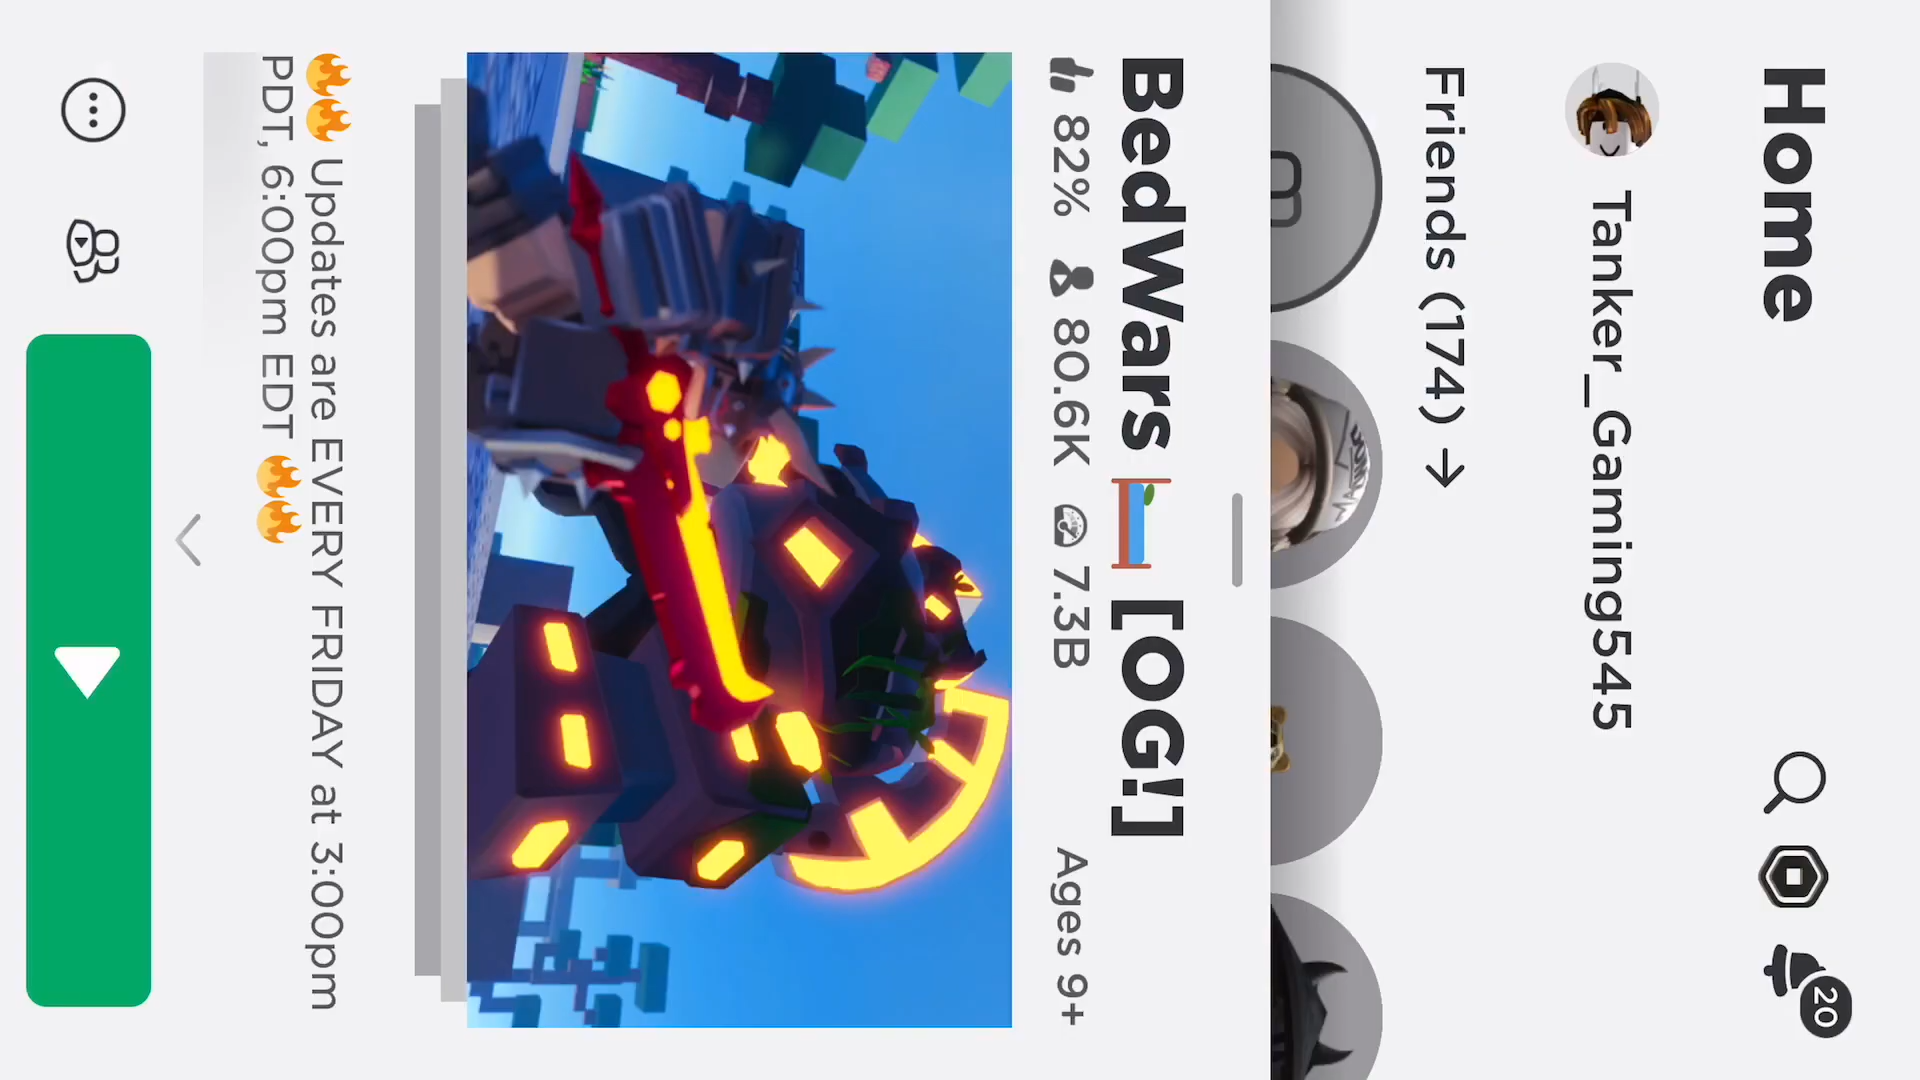 Home
20
Tanker_Gaming545
Friends (174) →
BedWars 🛏️ [OG!]
82% 80.6K 7.3B Ages 9+
🔥🔥 Updates are EVERY FRIDAY at 3:00pm
PDT, 6:00pm EDT 🔥🔥